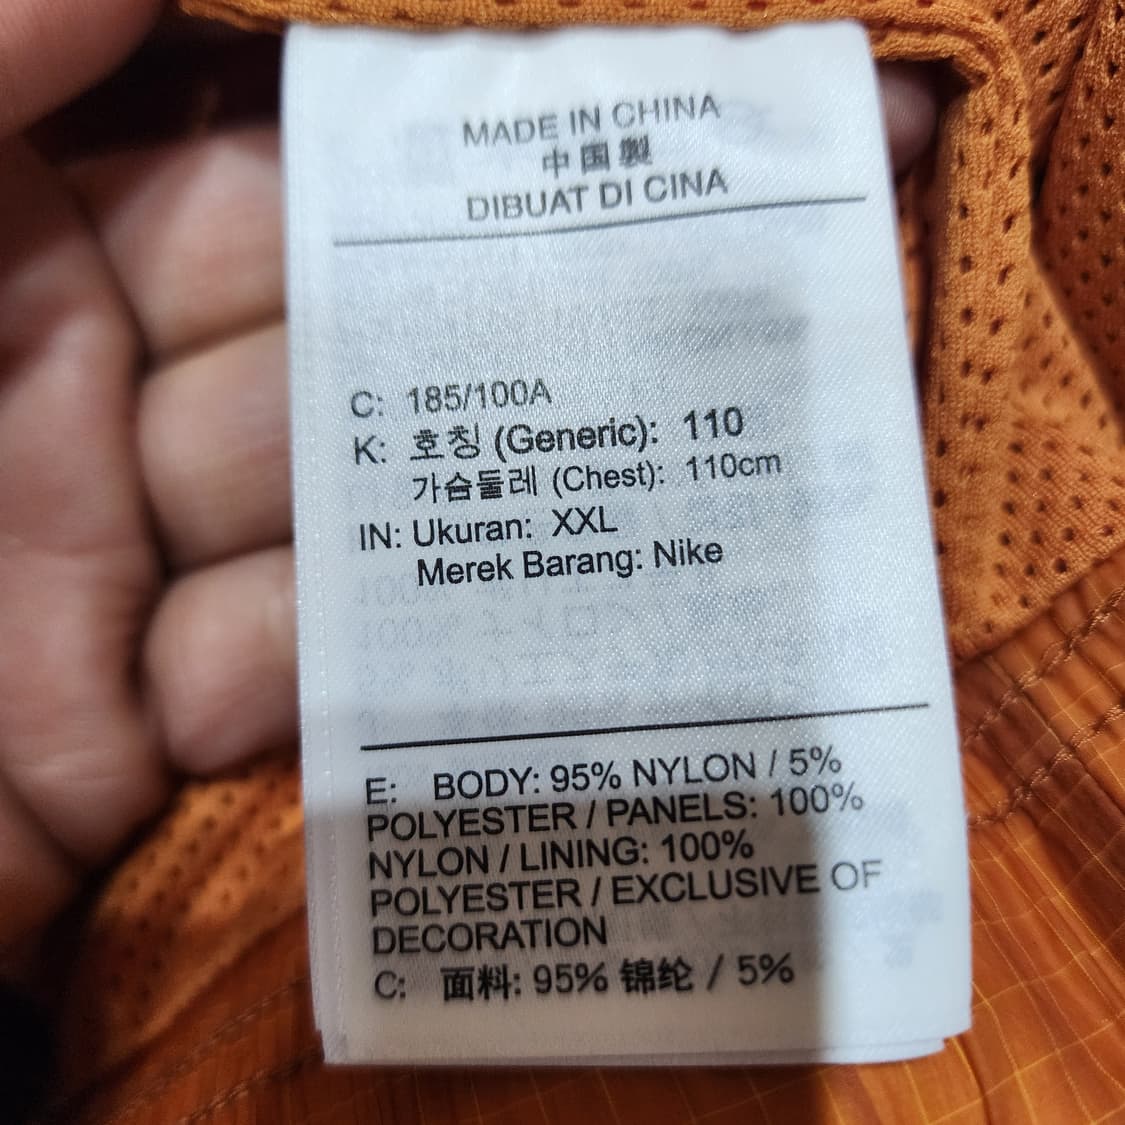 MADE IN CHINA
中国製
DIBUAT DI CINA
C: 185/100A
K: 호칭 (Generic): 110
가슴둘레 (Chest): 110cm
IN: Ukuran: XXL
Merek Barang: Nike
E: BODY: 95% NYLON / 5%
POLYESTER / PANELS: 100%
NYLON / LINING: 100%
POLYESTER / EXCLUSIVE OF
DECORATION
C: 面料: 95% 锦纶 / 5%